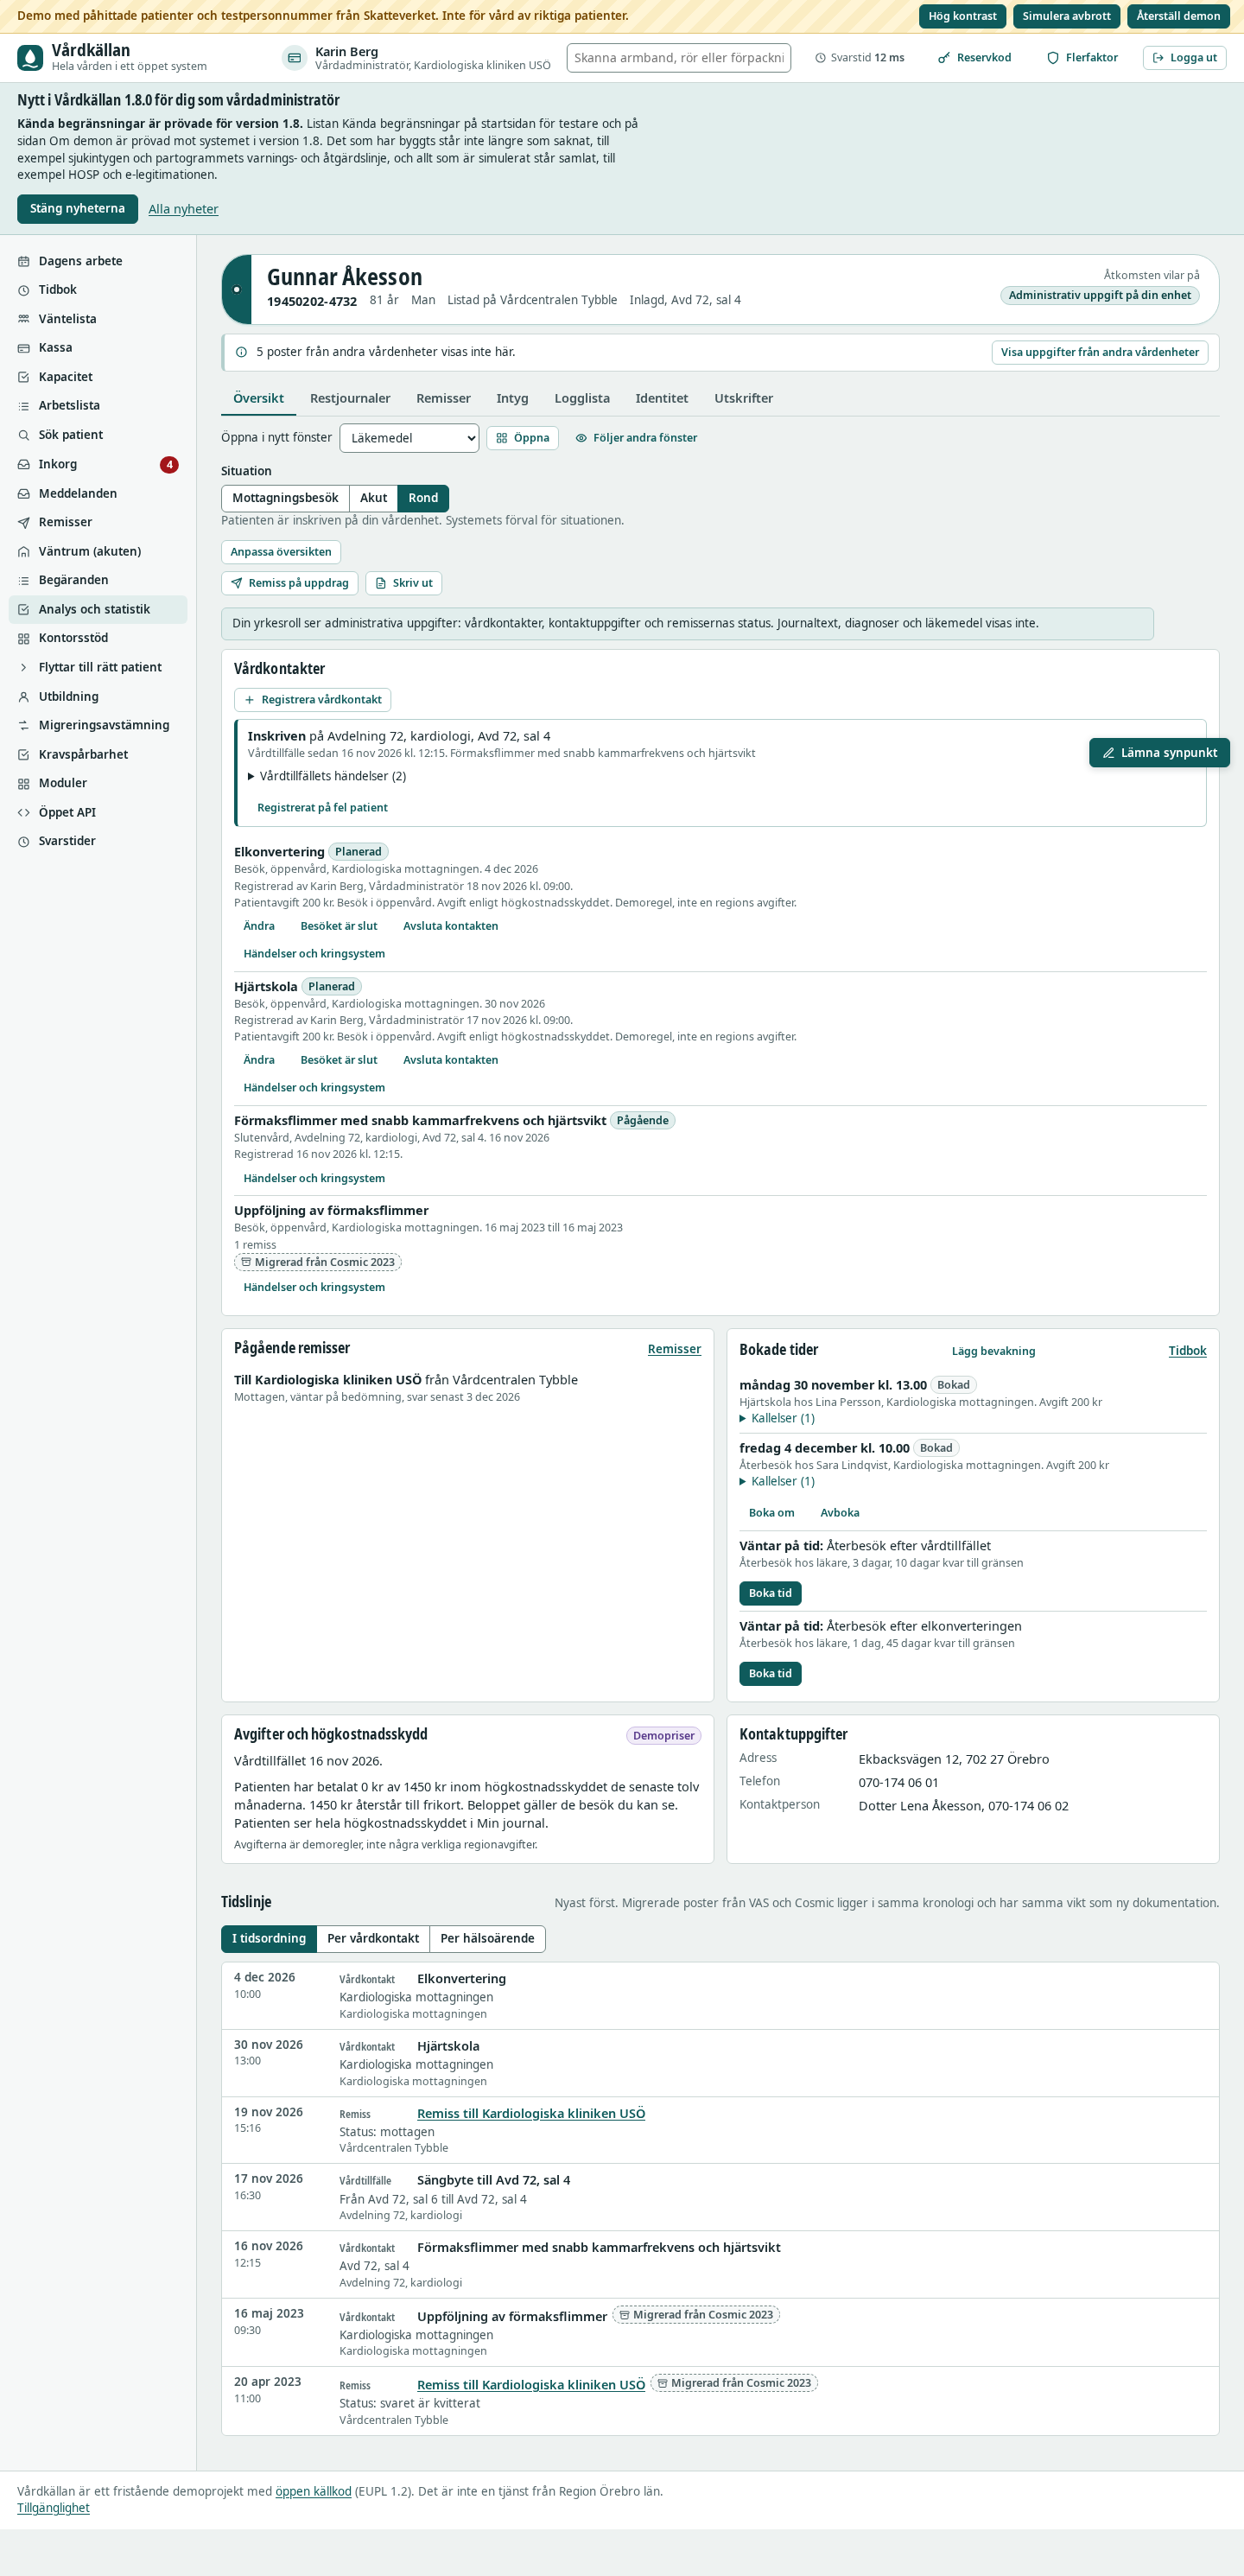 Demo med påhittade patienter och testpersonnummer från Skatteverket. Inte för vård av riktiga patienter.
Hög kontrast
Simulera avbrott
Återställ demon
Vårdkällan
Hela vården i ett öppet system
Karin Berg
Vårdadministratör, Kardiologiska kliniken USÖ
Skanna armband, rör eller förpackni
Svarstid 12 ms
Reservkod
Flerfaktor
Logga ut
Nytt i Vårdkällan 1.8.0 för dig som vårdadministratör
Kända begränsningar är prövade för version 1.8. Listan Kända begränsningar på startsidan för testare och på
sidan Om demon är prövad mot systemet i version 1.8. Det som har byggts står inte längre som saknat, till
exempel sjukintygen och partogrammets varnings- och åtgärdslinje, och allt som är simulerat står samlat, till
exempel HOSP och e-legitimationen.
Stäng nyheterna
Alla nyheter
Dagens arbete
Tidbok
Väntelista
Kassa
Kapacitet
Arbetslista
Sök patient
Inkorg 4
Meddelanden
Remisser
Väntrum (akuten)
Begäranden
Analys och statistik
Kontorsstöd
Flyttar till rätt patient
Utbildning
Migreringsavstämning
Kravspårbarhet
Moduler
Öppet API
Svarstider
Gunnar Åkesson
19450202-4732 81 år Man Listad på Vårdcentralen Tybble Inlagd, Avd 72, sal 4
Åtkomsten vilar på
Administrativ uppgift på din enhet
5 poster från andra vårdenheter visas inte här.
Visa uppgifter från andra vårdenheter
Översikt Restjournaler Remisser Intyg Logglista Identitet Utskrifter
Öppna i nytt fönster Läkemedel Öppna Följer andra fönster
Situation
Mottagningsbesök Akut Rond
Patienten är inskriven på din vårdenhet. Systemets förval för situationen.
Anpassa översikten
Remiss på uppdrag Skriv ut
Din yrkesroll ser administrativa uppgifter: vårdkontakter, kontaktuppgifter och remissernas status. Journaltext, diagnoser och läkemedel visas inte.
Vårdkontakter
Registrera vårdkontakt
Inskriven på Avdelning 72, kardiologi, Avd 72, sal 4
Vårdtillfälle sedan 16 nov 2026 kl. 12:15. Förmaksflimmer med snabb kammarfrekvens och hjärtsvikt
Vårdtillfällets händelser (2)
Registrerat på fel patient
Lämna synpunkt
Elkonvertering Planerad
Besök, öppenvård, Kardiologiska mottagningen. 4 dec 2026
Registrerad av Karin Berg, Vårdadministratör 18 nov 2026 kl. 09:00.
Patientavgift 200 kr. Besök i öppenvård. Avgift enligt högkostnadsskyddet. Demoregel, inte en regions avgifter.
Ändra Besöket är slut Avsluta kontakten
Händelser och kringsystem
Hjärtskola Planerad
Besök, öppenvård, Kardiologiska mottagningen. 30 nov 2026
Registrerad av Karin Berg, Vårdadministratör 17 nov 2026 kl. 09:00.
Patientavgift 200 kr. Besök i öppenvård. Avgift enligt högkostnadsskyddet. Demoregel, inte en regions avgifter.
Ändra Besöket är slut Avsluta kontakten
Händelser och kringsystem
Förmaksflimmer med snabb kammarfrekvens och hjärtsvikt Pågående
Slutenvård, Avdelning 72, kardiologi, Avd 72, sal 4. 16 nov 2026
Registrerad 16 nov 2026 kl. 12:15.
Händelser och kringsystem
Uppföljning av förmaksflimmer
Besök, öppenvård, Kardiologiska mottagningen. 16 maj 2023 till 16 maj 2023
1 remiss
Migrerad från Cosmic 2023
Händelser och kringsystem
Pågående remisser
Remisser
Till Kardiologiska kliniken USÖ från Vårdcentralen Tybble
Mottagen, väntar på bedömning, svar senast 3 dec 2026
Bokade tider
Lägg bevakning
Tidbok
måndag 30 november kl. 13.00 Bokad
Hjärtskola hos Lina Persson, Kardiologiska mottagningen. Avgift 200 kr
Kallelser (1)
fredag 4 december kl. 10.00 Bokad
Återbesök hos Sara Lindqvist, Kardiologiska mottagningen. Avgift 200 kr
Kallelser (1)
Boka om Avboka
Väntar på tid: Återbesök efter vårdtillfället
Återbesök hos läkare, 3 dagar, 10 dagar kvar till gränsen
Boka tid
Väntar på tid: Återbesök efter elkonverteringen
Återbesök hos läkare, 1 dag, 45 dagar kvar till gränsen
Boka tid
Avgifter och högkostnadsskydd
Demopriser
Vårdtillfället 16 nov 2026.
Patienten har betalat 0 kr av 1450 kr inom högkostnadsskyddet de senaste tolv
månaderna. 1450 kr återstår till frikort. Beloppet gäller de besök du kan se.
Patienten ser hela högkostnadsskyddet i Min journal.
Avgifterna är demoregler, inte några verkliga regionavgifter.
Kontaktuppgifter
Adress Ekbacksvägen 12, 702 27 Örebro
Telefon 070-174 06 01
Kontaktperson Dotter Lena Åkesson, 070-174 06 02
Tidslinje
Nyast först. Migrerade poster från VAS och Cosmic ligger i samma kronologi och har samma vikt som ny dokumentation.
I tidsordning Per vårdkontakt Per hälsoärende
4 dec 2026 Vårdkontakt Elkonvertering
10:00 Kardiologiska mottagningen
Kardiologiska mottagningen
30 nov 2026 Vårdkontakt Hjärtskola
13:00 Kardiologiska mottagningen
Kardiologiska mottagningen
19 nov 2026 Remiss Remiss till Kardiologiska kliniken USÖ
15:16 Status: mottagen
Vårdcentralen Tybble
17 nov 2026 Vårdtillfälle Sängbyte till Avd 72, sal 4
16:30 Från Avd 72, sal 6 till Avd 72, sal 4
Avdelning 72, kardiologi
16 nov 2026 Vårdkontakt Förmaksflimmer med snabb kammarfrekvens och hjärtsvikt
12:15 Avd 72, sal 4
Avdelning 72, kardiologi
16 maj 2023 Vårdkontakt Uppföljning av förmaksflimmer Migrerad från Cosmic 2023
09:30 Kardiologiska mottagningen
Kardiologiska mottagningen
20 apr 2023 Remiss Remiss till Kardiologiska kliniken USÖ Migrerad från Cosmic 2023
11:00 Status: svaret är kvitterat
Vårdcentralen Tybble
Vårdkällan är ett fristående demoprojekt med öppen källkod (EUPL 1.2). Det är inte en tjänst från Region Örebro län.
Tillgänglighet